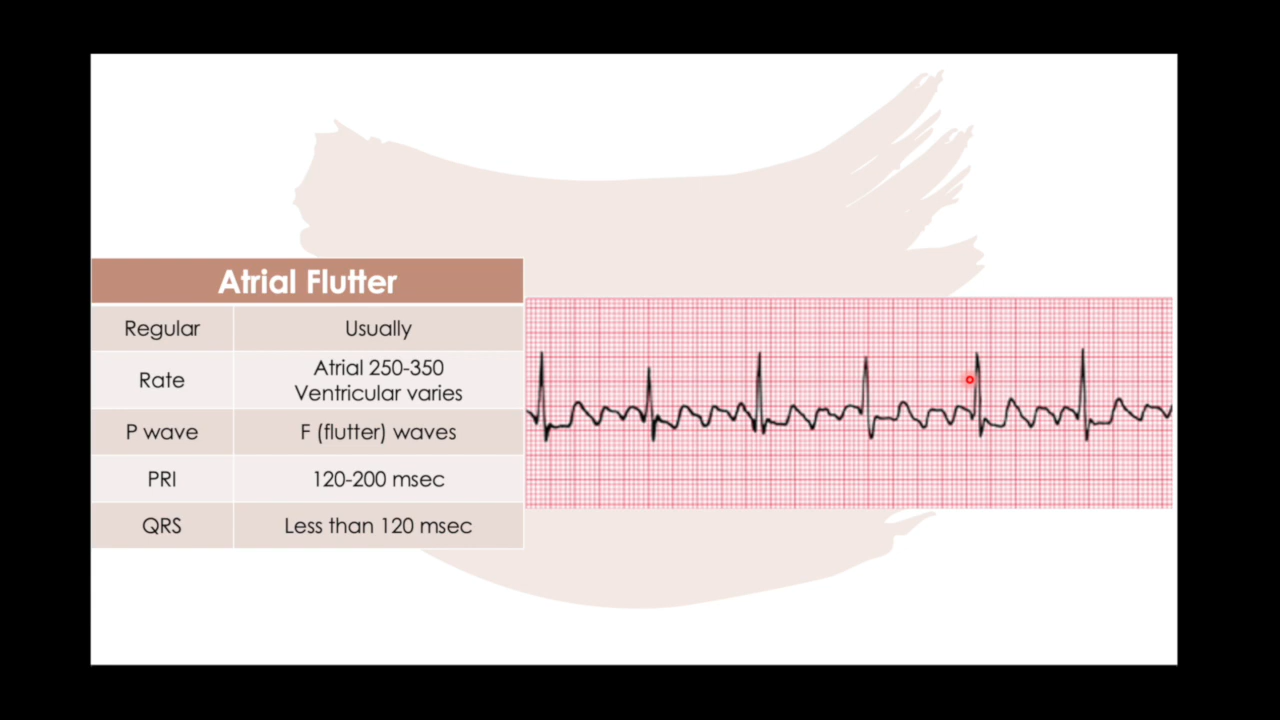 Atrial Flutter
Regular Usually
Rate Atrial 250-350
Ventricular varies
P wave F (flutter) waves
PRI 120-200 msec
QRS Less than 120 msec